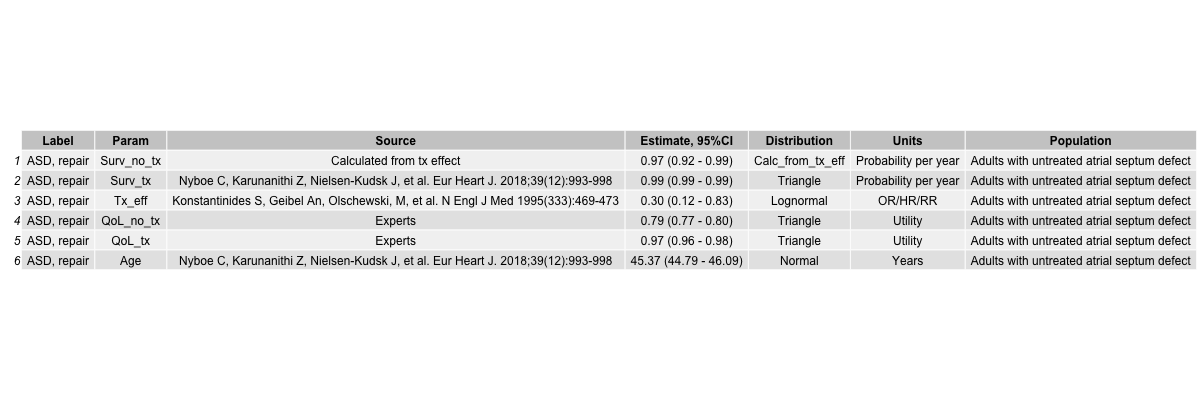 Label Param Source Estimate, 95%CI Distribution Units Population
1 ASD, repair Surv_no_tx Calculated from tx effect 0.97 (0.92 - 0.99) Calc_from_tx_eff Probability per year Adults with untreated atrial septum defect
2 ASD, repair Surv_tx Nyboe C, Karunanithi Z, Nielsen-Kudsk J, et al. Eur Heart J. 2018;39(12):993-998 0.99 (0.99 - 0.99) Triangle Probability per year Adults with untreated atrial septum defect
3 ASD, repair Tx_eff Konstantinides S, Geibel An, Olschewski, M, et al. N Engl J Med 1995(333):469-473 0.30 (0.12 - 0.83) Lognormal OR/HR/RR Adults with untreated atrial septum defect
4 ASD, repair QoL_no_tx Experts 0.79 (0.77 - 0.80) Triangle Utility Adults with untreated atrial septum defect
5 ASD, repair QoL_tx Experts 0.97 (0.96 - 0.98) Triangle Utility Adults with untreated atrial septum defect
6 ASD, repair Age Nyboe C, Karunanithi Z, Nielsen-Kudsk J, et al. Eur Heart J. 2018;39(12):993-998 45.37 (44.79 - 46.09) Normal Years Adults with untreated atrial septum defect